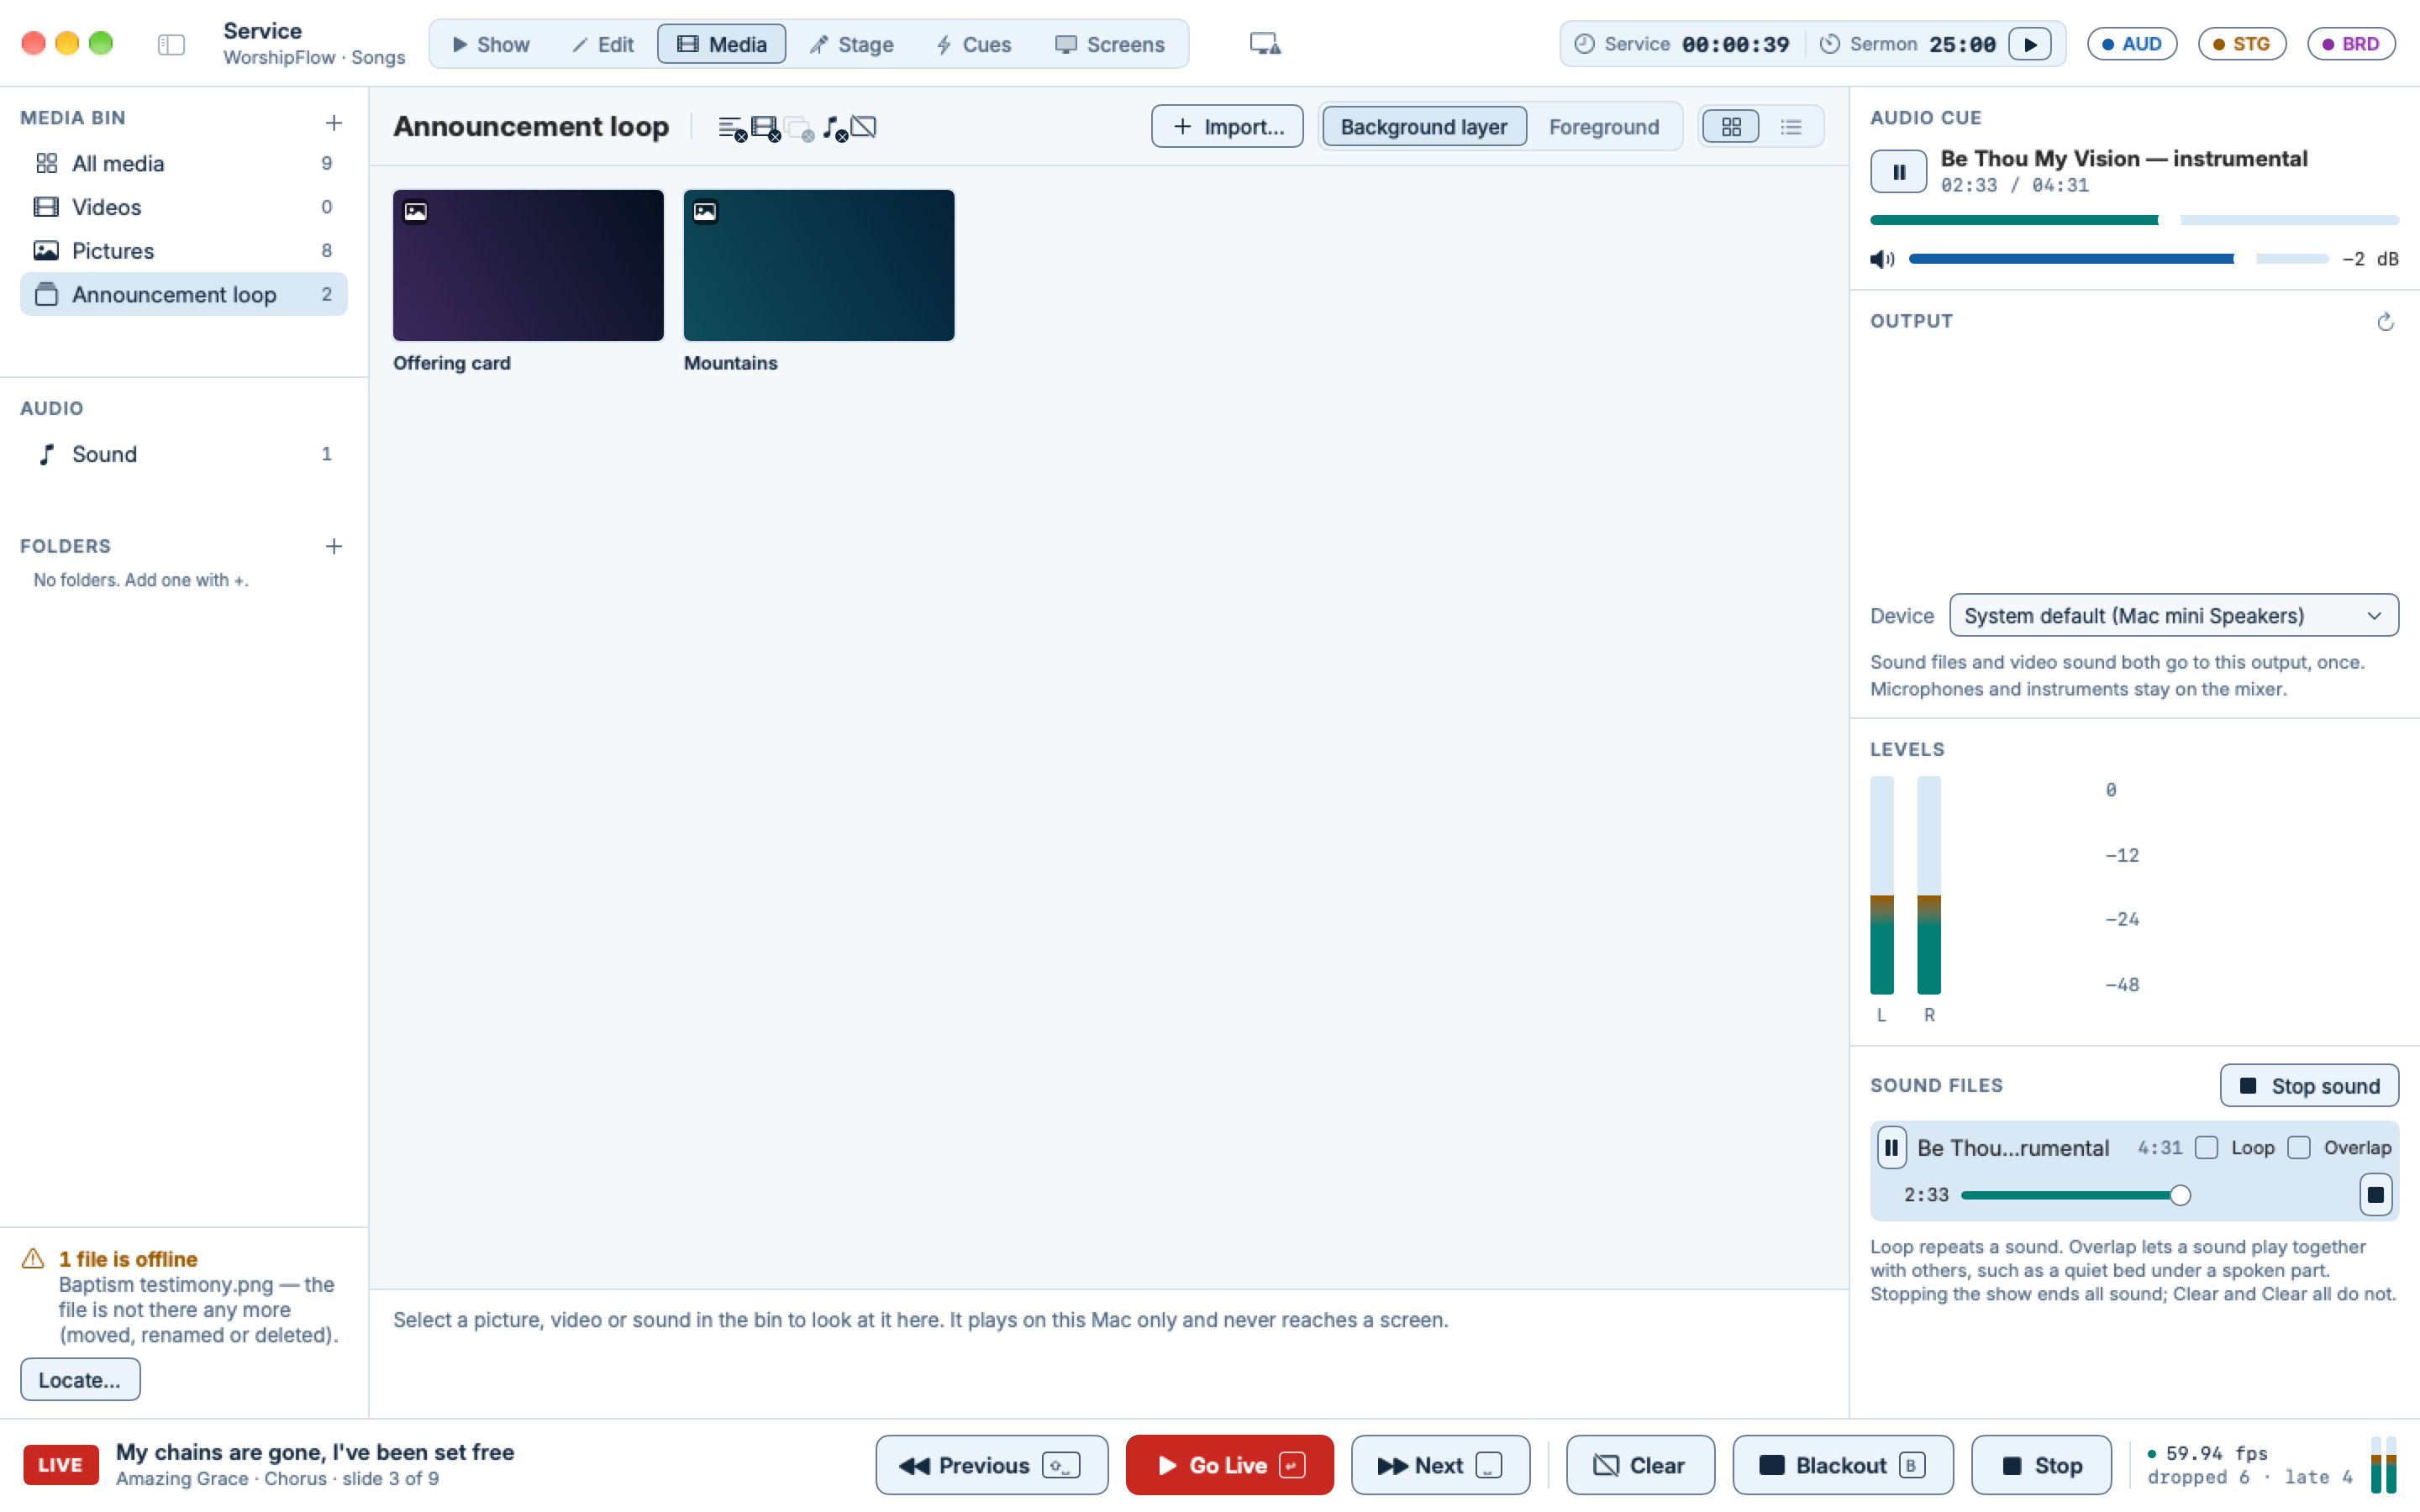 Service
WorshipFlow · Songs
Show
Edit
Media
Stage
Cues
Screens
Service 00:00:39
Sermon 25:00
AUD
STG
BRD
MEDIA BIN
All media 9
Videos 0
Pictures 8
Announcement loop 2
AUDIO
Sound 1
FOLDERS
No folders. Add one with +.
1 file is offline
Baptism testimony.png — the
file is not there any more
(moved, renamed or deleted).
Locate...
Announcement loop
Import...
Background layer
Foreground
Offering card
Mountains
Select a picture, video or sound in the bin to look at it here. It plays on this Mac only and never reaches a screen.
AUDIO CUE
Be Thou My Vision — instrumental
02:33 / 04:31
−2 dB
OUTPUT
Device
System default (Mac mini Speakers)
Sound files and video sound both go to this output, once.
Microphones and instruments stay on the mixer.
LEVELS
0
−12
−24
−48
L R
SOUND FILES
Stop sound
Be Thou...rumental 4:31 Loop Overlap
2:33
Loop repeats a sound. Overlap lets a sound play together
with others, such as a quiet bed under a spoken part.
Stopping the show ends all sound; Clear and Clear all do not.
LIVE
My chains are gone, I've been set free
Amazing Grace · Chorus · slide 3 of 9
Previous
Go Live
Next
Clear
Blackout B
Stop
59.94 fps
dropped 6 · late 4